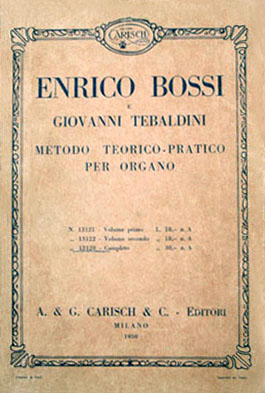 CARISCH
ENRICO BOSSI
E
GIOVANNI TEBALDINI
METODO TEORICO-PRATICO
PER ORGANO
N. 13121 - Volume primo L. 18,- n. A
„ 13122 - Volume secondo „ 18,- n. A
„ 13120 - Completo „ 30,- n. A
A. & G. CARISCH & C. - EDITORI
MILANO